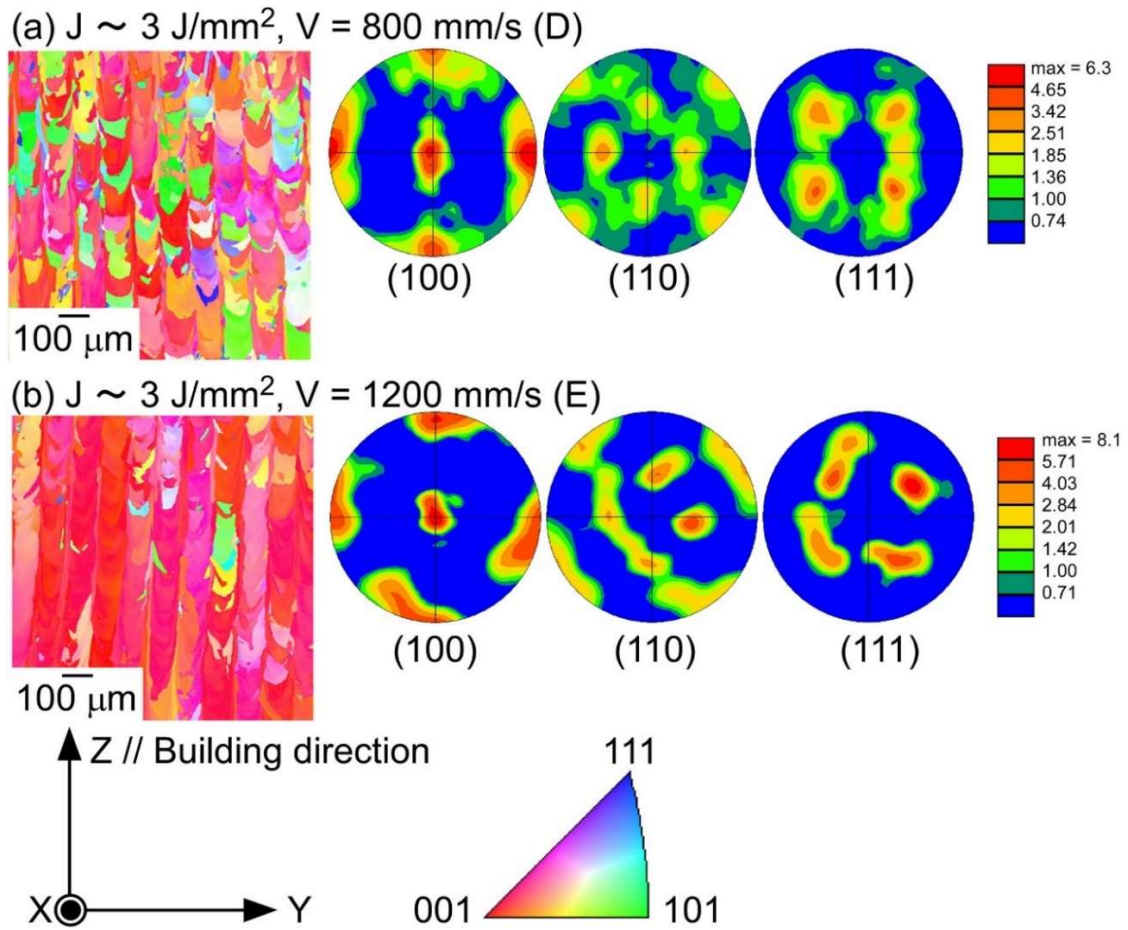 (a) J ~ 3 J/mm², V = 800 mm/s (D)
100 μm
(100)
(110)
(111)
max = 6.3
4.65
3.42
2.51
1.85
1.36
1.00
0.74
(b) J ~ 3 J/mm², V = 1200 mm/s (E)
100 μm
(100)
(110)
(111)
max = 8.1
5.71
4.03
2.84
2.01
1.42
1.00
0.71
Z // Building direction
X
Y
111
001
101